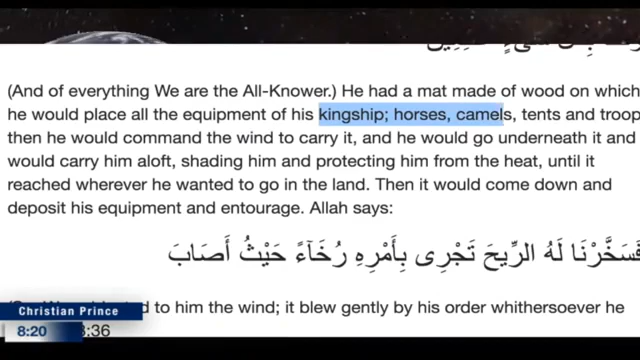 (And of everything We are the All-Knower.) He had a mat made of wood on which
he would place all the equipment of his kingship; horses, camels, tents and troop
then he would command the wind to carry it, and he would go underneath it and
would carry him aloft, shading him and protecting him from the heat, until it
reached wherever he wanted to go in the land. Then it would come down and
deposit his equipment and entourage. Allah says:
فَسَخَّرْنَا لَهُ الرِّيحَ تَجْرِى بِأَمْرِهِ رُخَآءً حَيْثُ أَصَابَ
to him the wind; it blew gently by his order whithersoever he
Christian Prince
8:20
:36